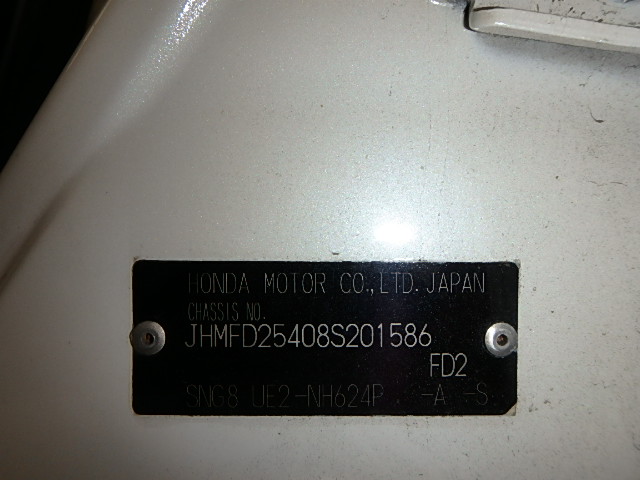 HONDA MOTOR CO.,LTD. JAPAN
CHASSIS NO.
JHMFD25408S201586
FD2
SNG8 UE2-NH624P -A -S